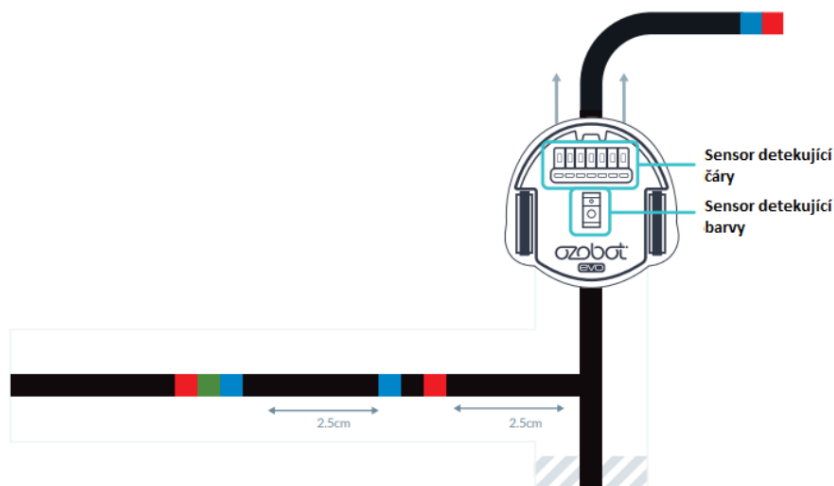 Sensor detekující
čáry
Sensor detekující
barvy
ozobot
evo
2.5cm
2.5cm